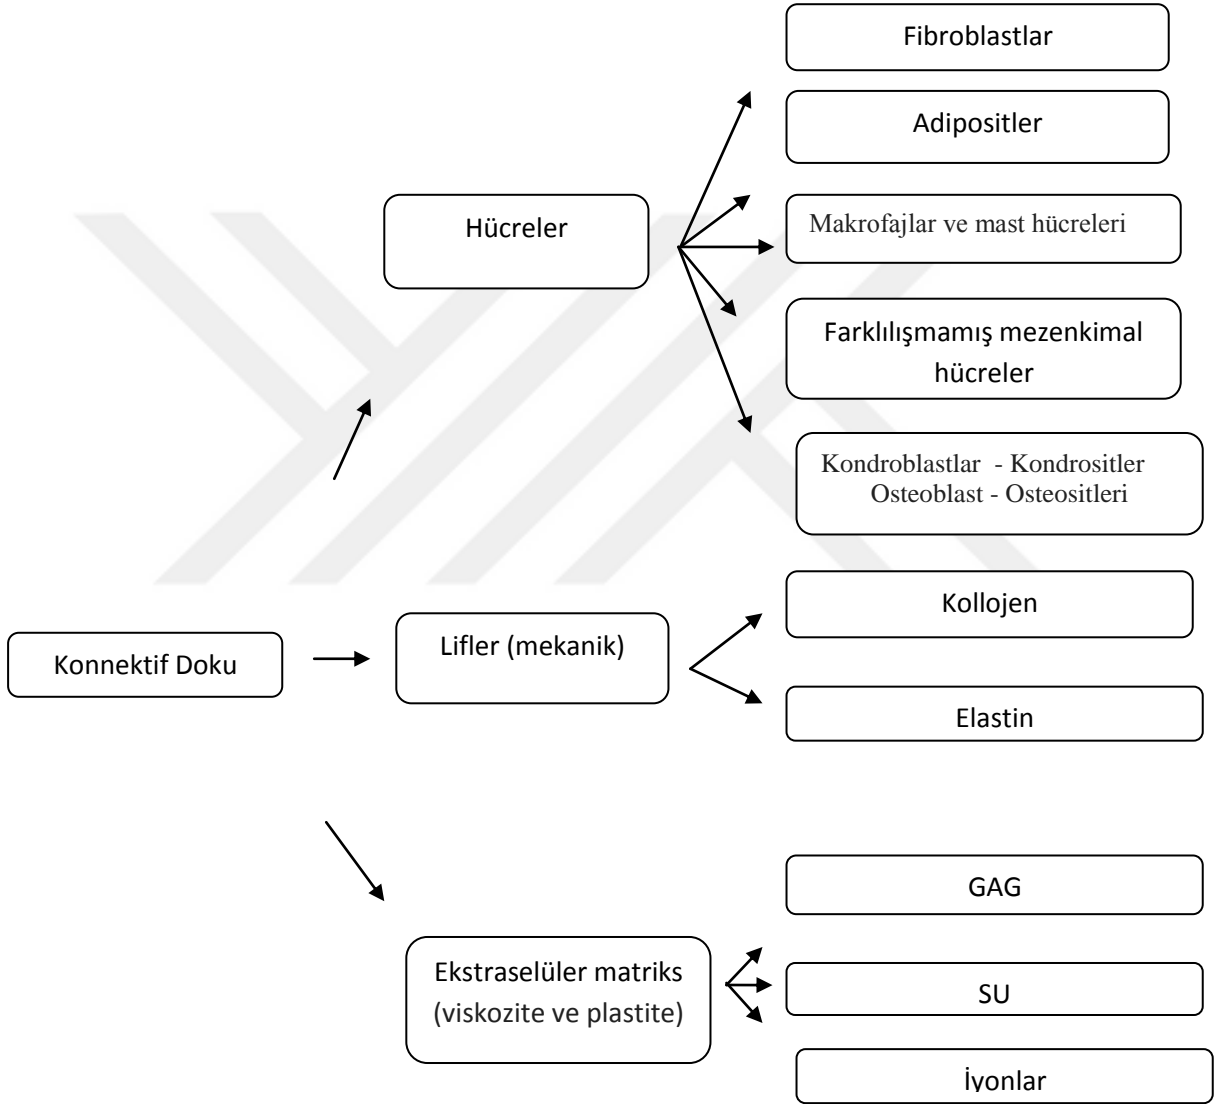 Fibroblastlar
Adipositler
Hücreler
Makrofajlar ve mast hücreleri
Farklılışmamış mezenkimal
hücreler
Kondroblastlar - Kondrositler
Osteoblast - Osteositleri
Kollojen
Lifler (mekanik)
Konnektif Doku
Elastin
GAG
Ekstraselüler matriks
(viskozite ve plastite)
SU
İyonlar